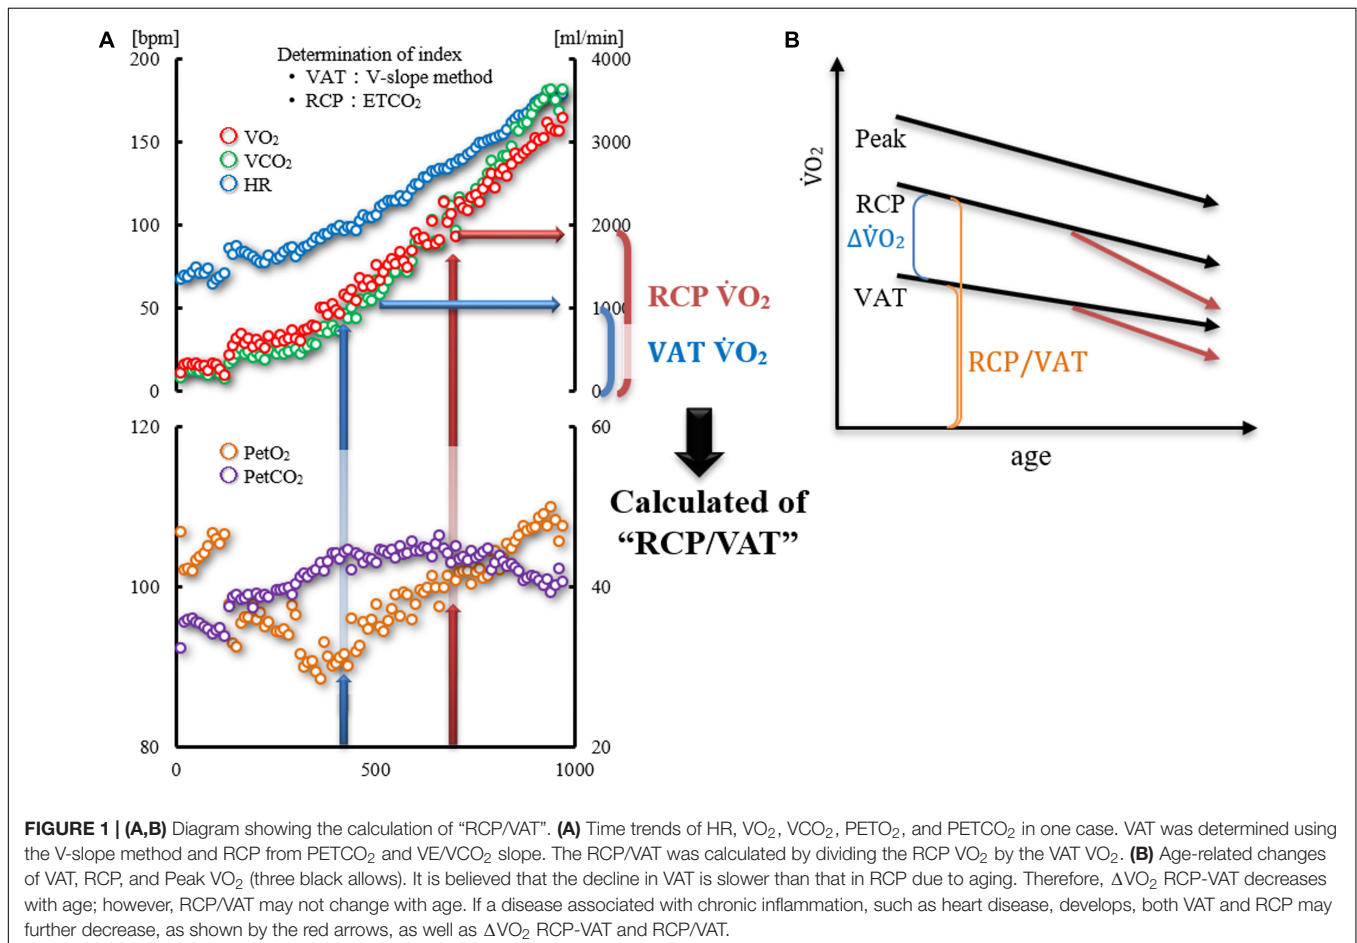 A
[bpm]
[ml/min]
200
4000
Determination of index
• VAT：V-slope method
• RCP：ETCO₂
VO₂
VCO₂
HR
150
3000
100
2000
50
1000
0
0
RCP V̇O₂
VAT V̇O₂
120
60
PetO₂
PetCO₂
100
40
80
20
0
500
1000
Calculated of
“RCP/VAT”
B
V̇O₂
Peak
RCP
ΔV̇O₂
VAT
RCP/VAT
age
FIGURE 1 | (A,B) Diagram showing the calculation of “RCP/VAT”. (A) Time trends of HR, VO₂, VCO₂, PETO₂, and PETCO₂ in one case. VAT was determined using
the V-slope method and RCP from PETCO₂ and VE/VCO₂ slope. The RCP/VAT was calculated by dividing the RCP VO₂ by the VAT VO₂. (B) Age-related changes
of VAT, RCP, and Peak VO₂ (three black allows). It is believed that the decline in VAT is slower than that in RCP due to aging. Therefore, ΔVO₂ RCP-VAT decreases
with age; however, RCP/VAT may not change with age. If a disease associated with chronic inflammation, such as heart disease, develops, both VAT and RCP may
further decrease, as shown by the red arrows, as well as ΔVO₂ RCP-VAT and RCP/VAT.